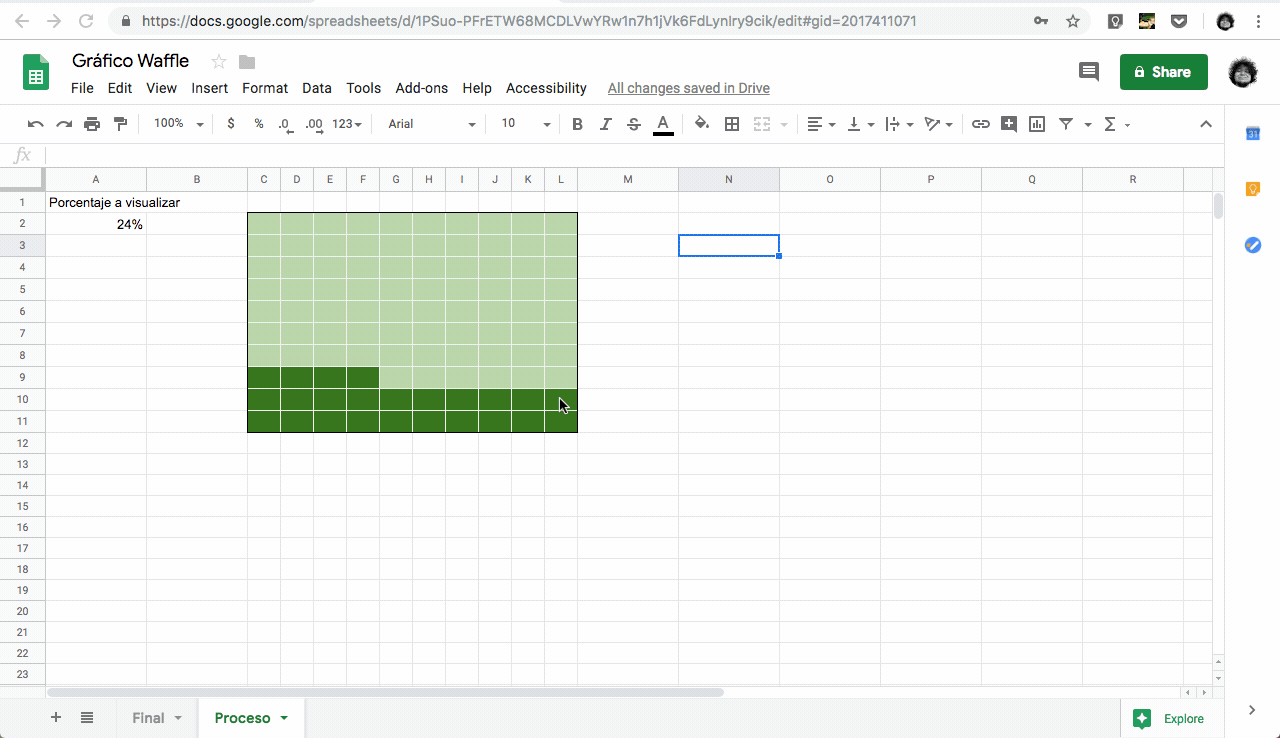 https://docs.google.com/spreadsheets/d/1PSuo-PFrETW68MCDLVwYRw1n7h1jVk6FdLynIry9cik/edit#gid=2017411071
Gráfico Waffle
Share
File Edit View Insert Format Data Tools Add-ons Help Accessibility All changes saved in Drive
100% $ % .0 .00 123 Arial 10 B I S A Σ
31
fx
A B C D E F G H I J K L M N O P Q R
1 Porcentaje a visualizar
2 24%
3
4
5
6
7
8
9
10
11
12
13
14
15
16
17
18
19
20
21
22
23
Final Proceso Explore